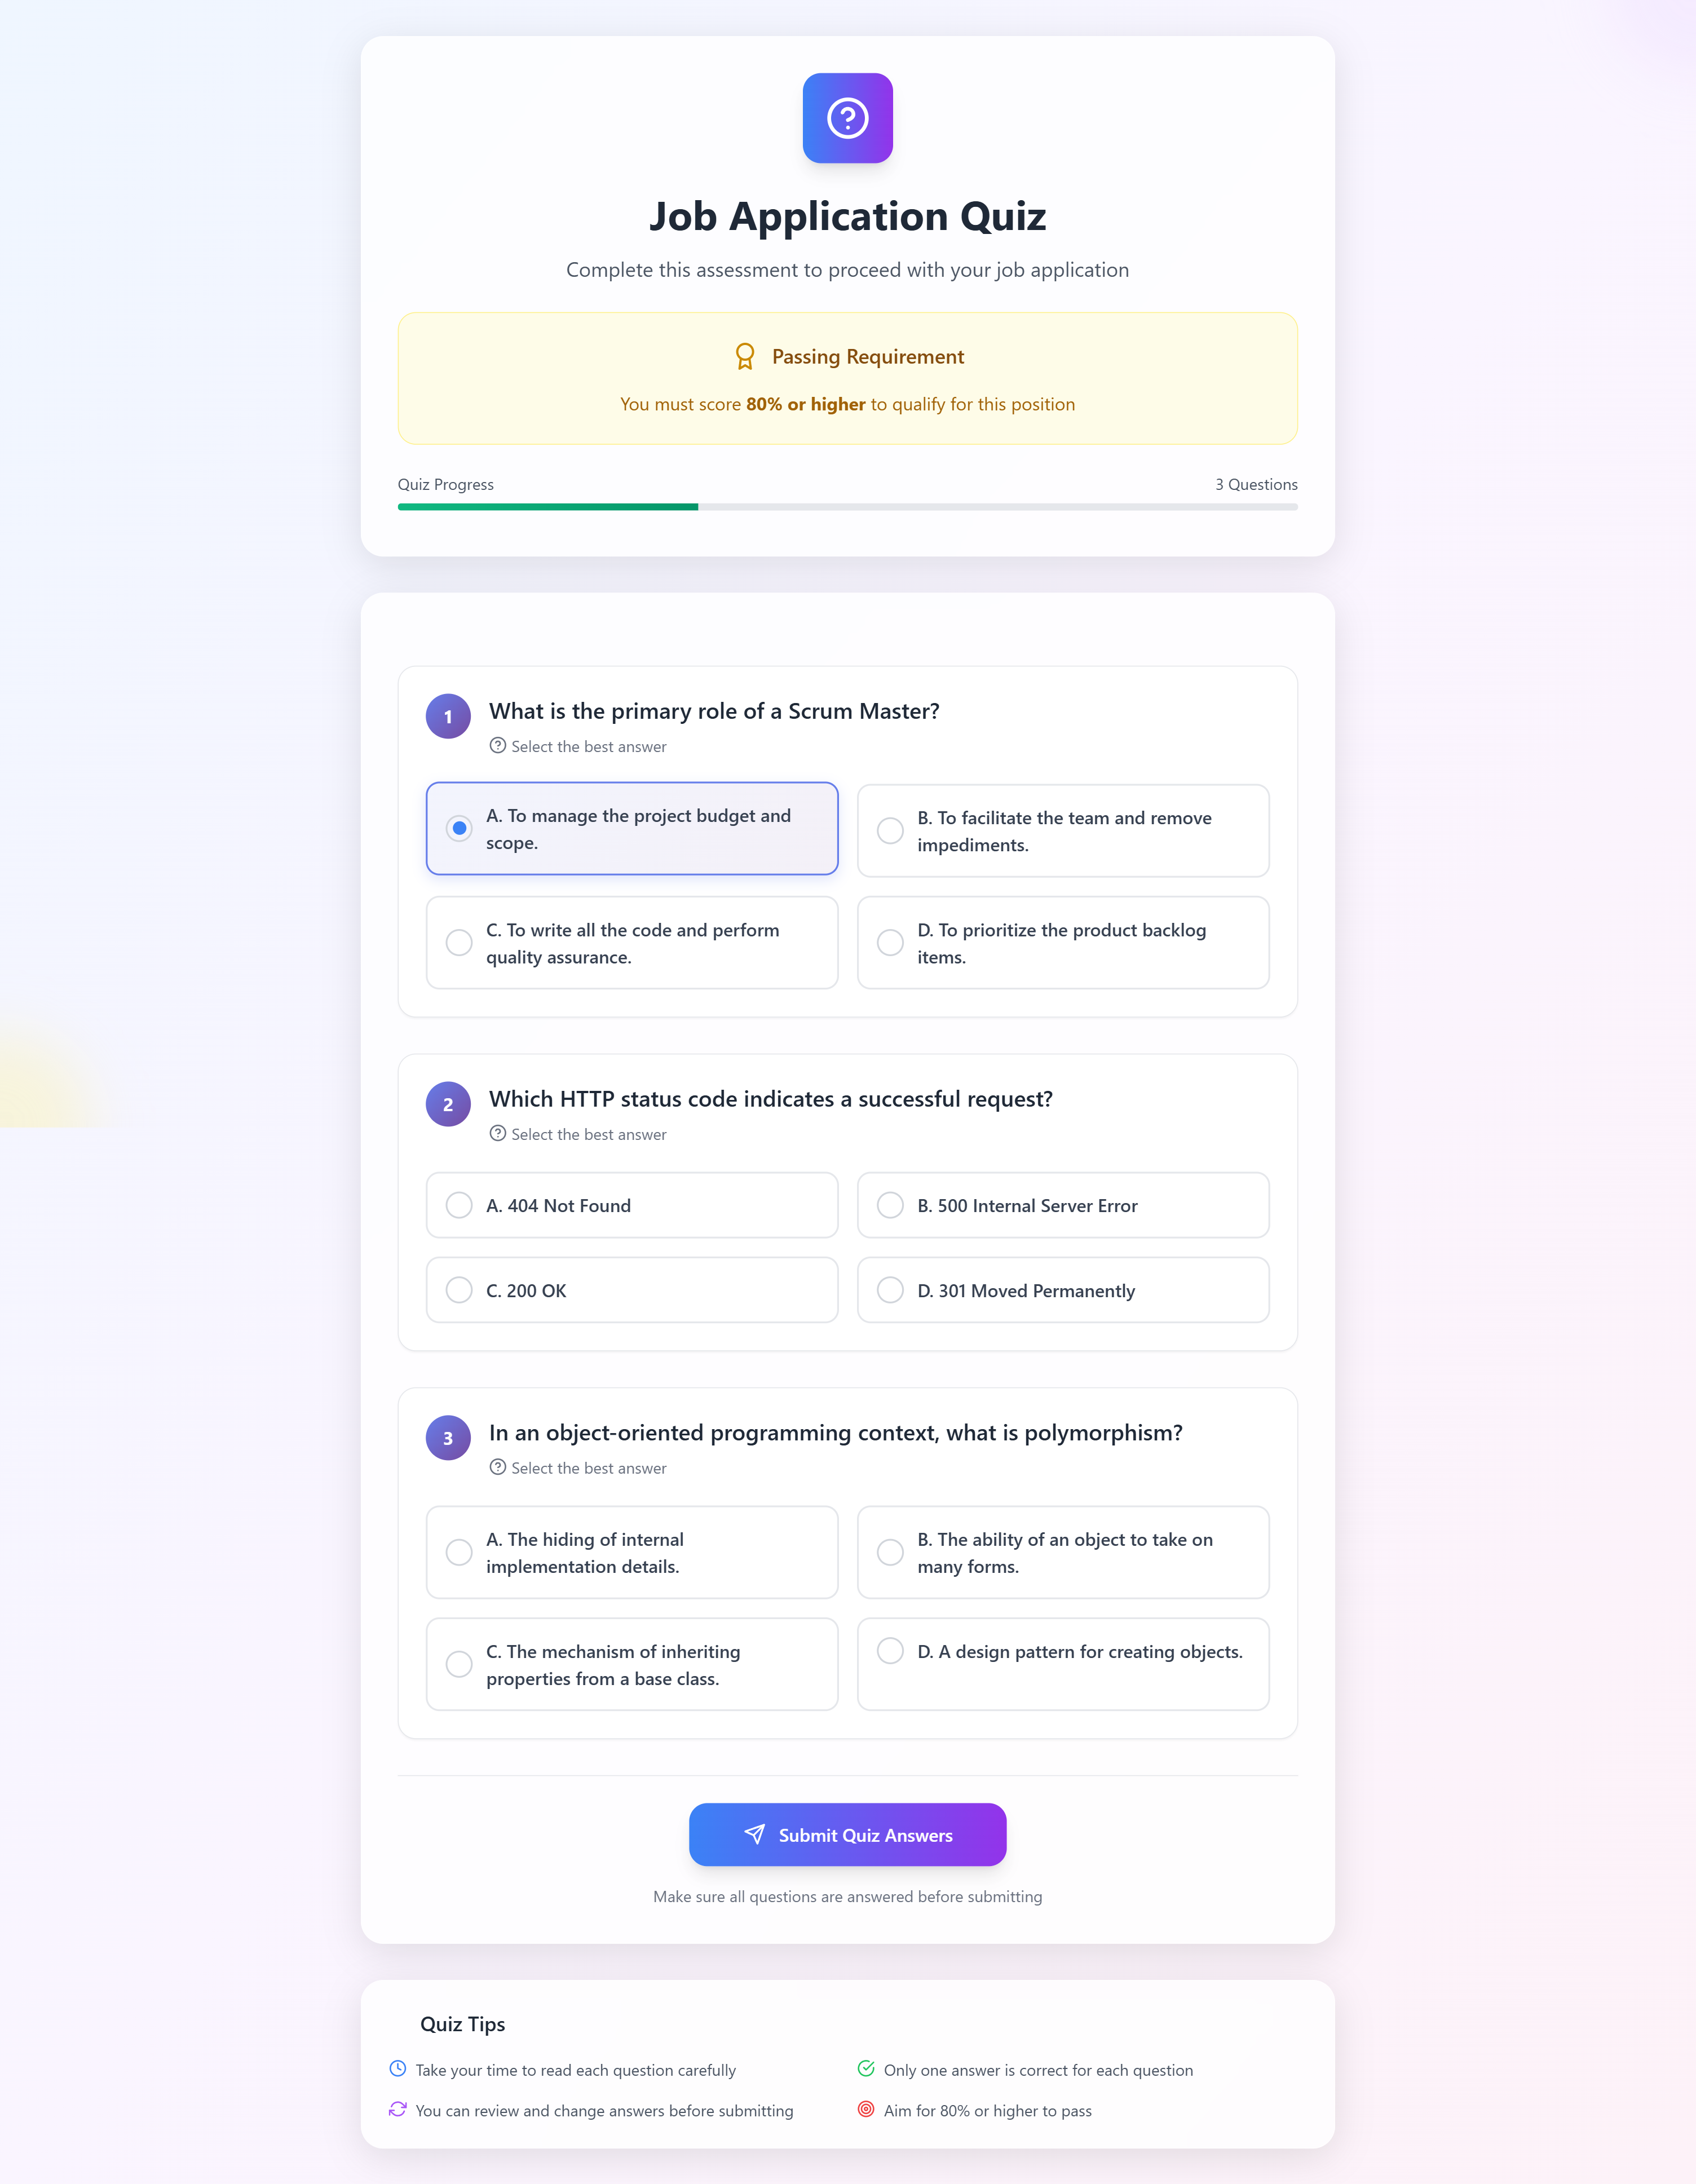 Job Application Quiz
Complete this assessment to proceed with your job application
Passing Requirement
You must score 80% or higher to qualify for this position
Quiz Progress
3 Questions
1
What is the primary role of a Scrum Master?
Select the best answer
A. To manage the project budget and
scope.
B. To facilitate the team and remove
impediments.
C. To write all the code and perform
quality assurance.
D. To prioritize the product backlog
items.
2
Which HTTP status code indicates a successful request?
Select the best answer
A. 404 Not Found
B. 500 Internal Server Error
C. 200 OK
D. 301 Moved Permanently
3
In an object-oriented programming context, what is polymorphism?
Select the best answer
A. The hiding of internal
implementation details.
B. The ability of an object to take on
many forms.
C. The mechanism of inheriting
properties from a base class.
D. A design pattern for creating objects.
Submit Quiz Answers
Make sure all questions are answered before submitting
Quiz Tips
Take your time to read each question carefully
Only one answer is correct for each question
You can review and change answers before submitting
Aim for 80% or higher to pass